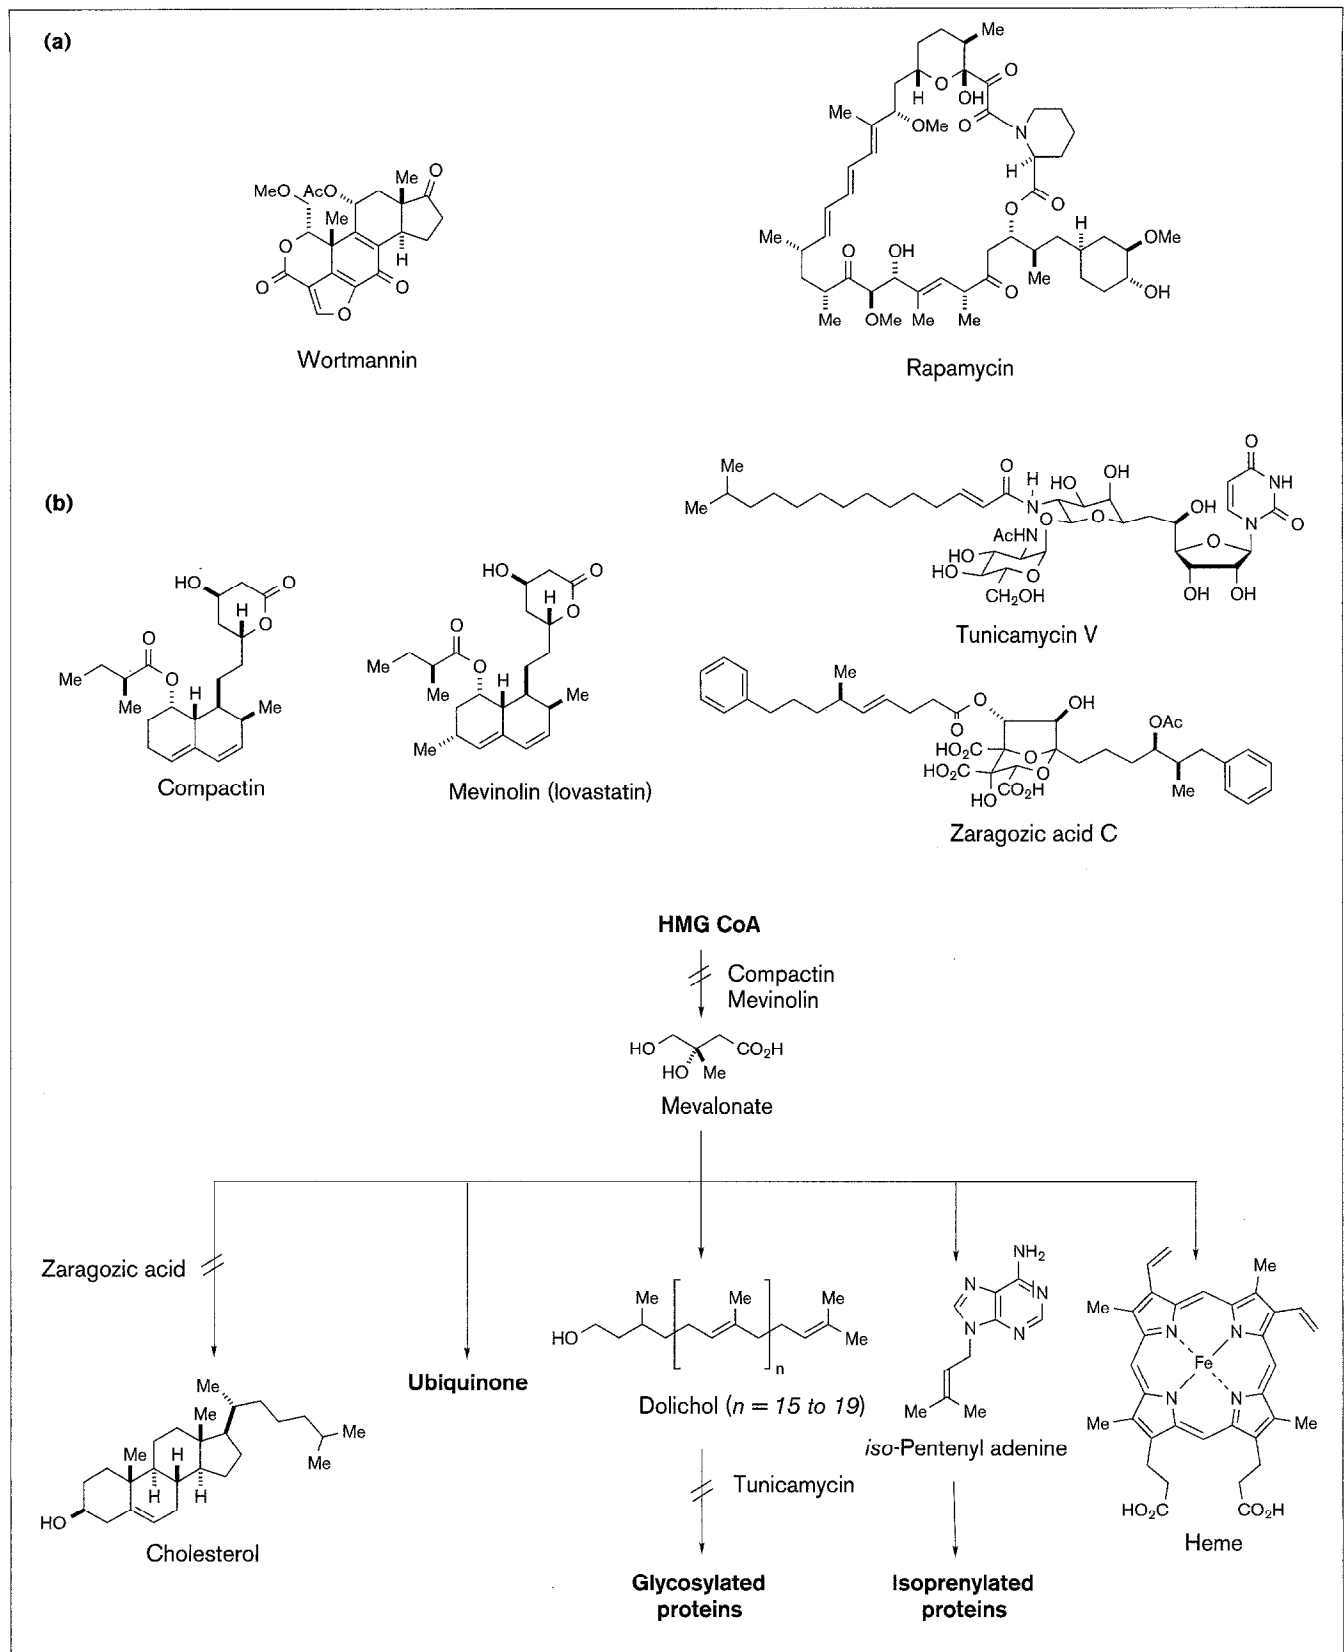 (a)
Me
O
O
OH
H
O
O
N
Me
OMe
H
O
O
MeO
AcO
Me
O
Me
O
H
O
O
O
Wortmannin
Me
O
OH
H
OMe
Me
O
OH
Me
OMe
Me
Me
Rapamycin
(b)
Me
Me
O
H
N
HO
OH
O
O
OH
O
NH
N
O
O
AcHN
HO
HO
O
CH2OH
OH
OH
Tunicamycin V
HO
O
H
O
O
Me
O
Me
H
Me
Compactin
HO
O
H
O
O
Me
O
Me
H
Me
Me
Mevinolin (lovastatin)
Me
O
O
OH
HO2C
O
HO2C
O
CO2H
HO
OAc
Me
Zaragozic acid C
HMG CoA
Compactin
Mevinolin
HO
CO2H
HO
Me
Mevalonate
Zaragozic acid
Me
Me
Me
Me
Me
H
H
H
HO
Cholesterol
Ubiquinone
Me
Me
Me
HO
Me
n
Dolichol (n = 15 to 19)
Tunicamycin
Glycosylated
proteins
NH2
N
N
N
N
Me
Me
iso-Pentenyl adenine
Isoprenylated
proteins
Me
Me
N
N
Fe
N
N
Me
Me
HO2C
CO2H
Heme